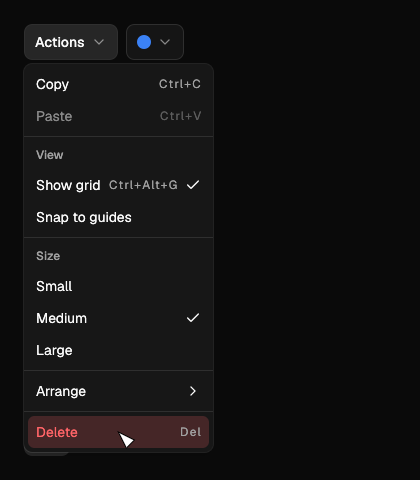 Actions
Copy Ctrl+C
Paste Ctrl+V
View
Show grid Ctrl+Alt+G
Snap to guides
Size
Small
Medium
Large
Arrange
Delete Del